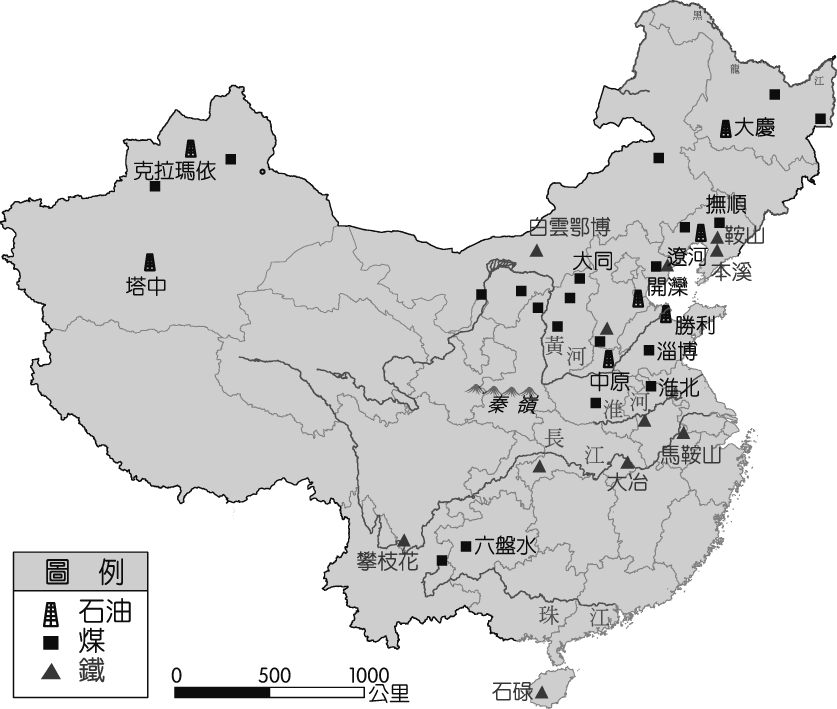 黑
龍
江
大慶
克拉瑪依
撫順
白雲鄂博
鞍山
遼河
大同
本溪
塔中
開灤
勝利
黃
河
淄博
中原
淮北
秦 嶺
淮
河
長
江
馬鞍山
大冶
六盤水
攀枝花
珠 江
石碌
圖 例
石油
煤
鐵
0 500 1000
公里